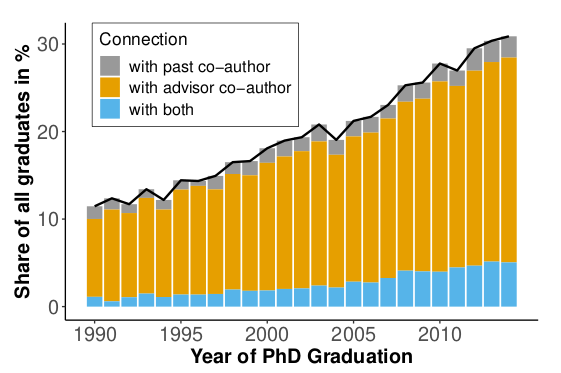 Connection
with past co−author
with advisor co−author
with both
Share of all graduates in %
30
20
10
0
1990 1995 2000 2005 2010
Year of PhD Graduation